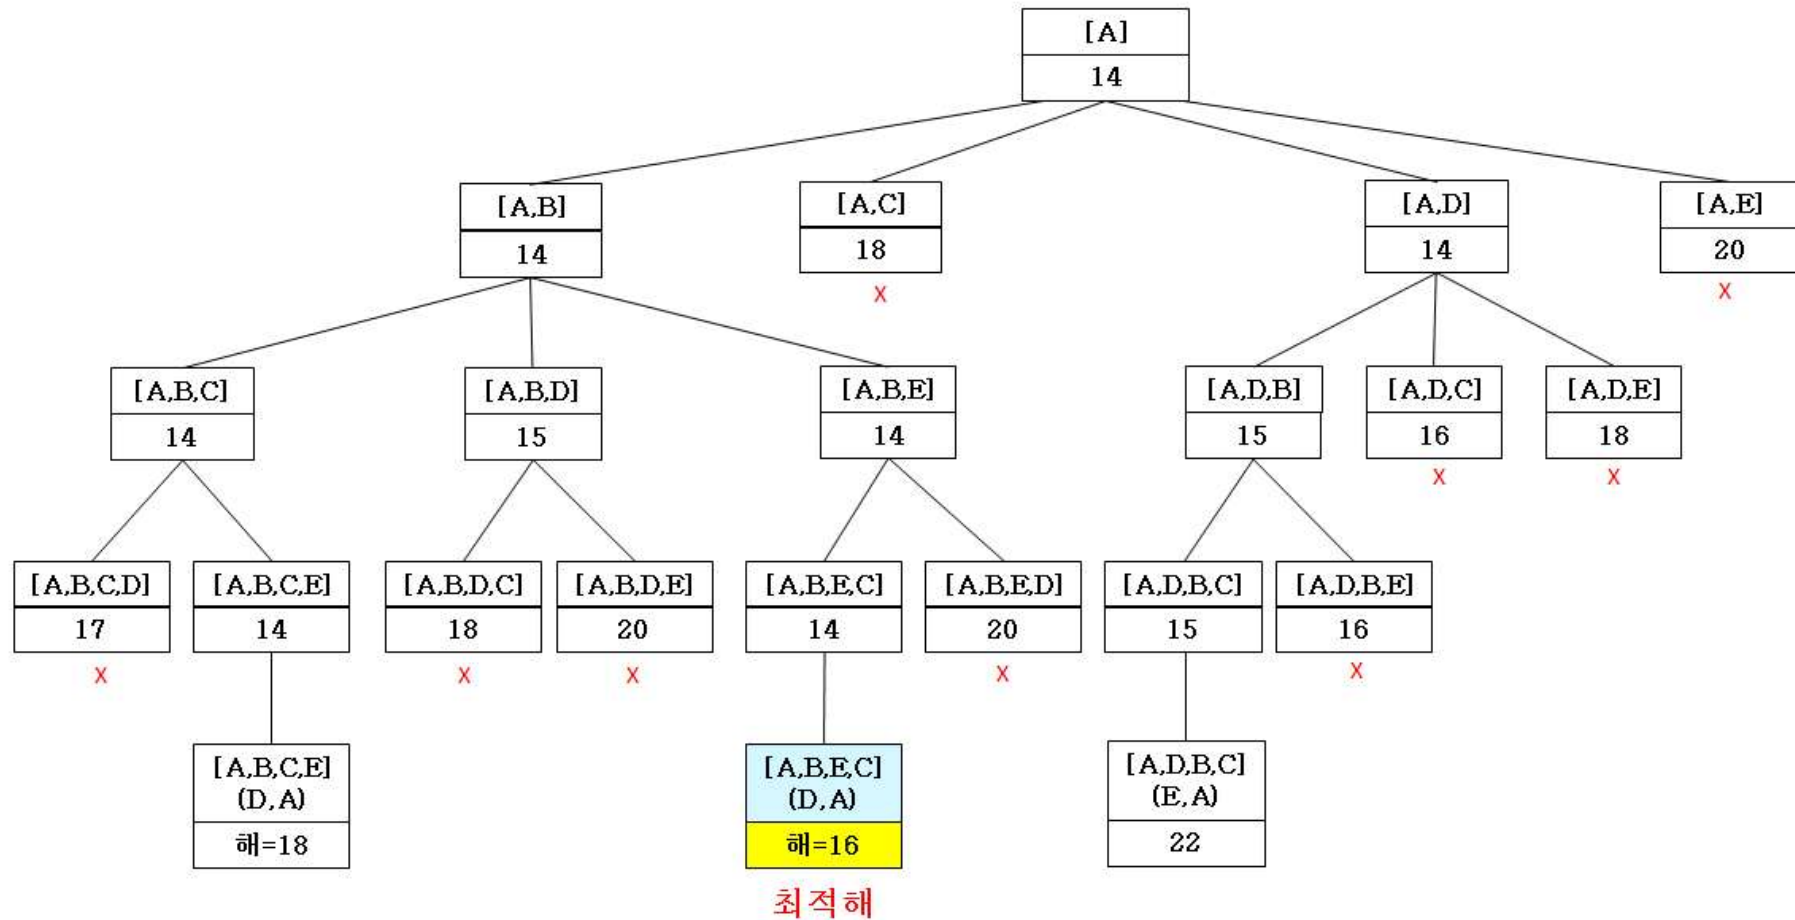 [A]
14
[A,B]
14
[A,C]
18
X
[A,D]
14
[A,E]
20
X
[A,B,C]
14
[A,B,D]
15
[A,B,E]
14
[A,D,B]
15
[A,D,C]
16
X
[A,D,E]
18
X
[A,B,C,D]
17
X
[A,B,C,E]
14
[A,B,D,C]
18
X
[A,B,D,E]
20
X
[A,B,E,C]
14
[A,B,E,D]
20
X
[A,D,B,C]
15
[A,D,B,E]
16
X
[A,B,C,E]
(D,A)
해=18
[A,B,E,C]
(D,A)
해=16
최적해
[A,D,B,C]
(E,A)
22